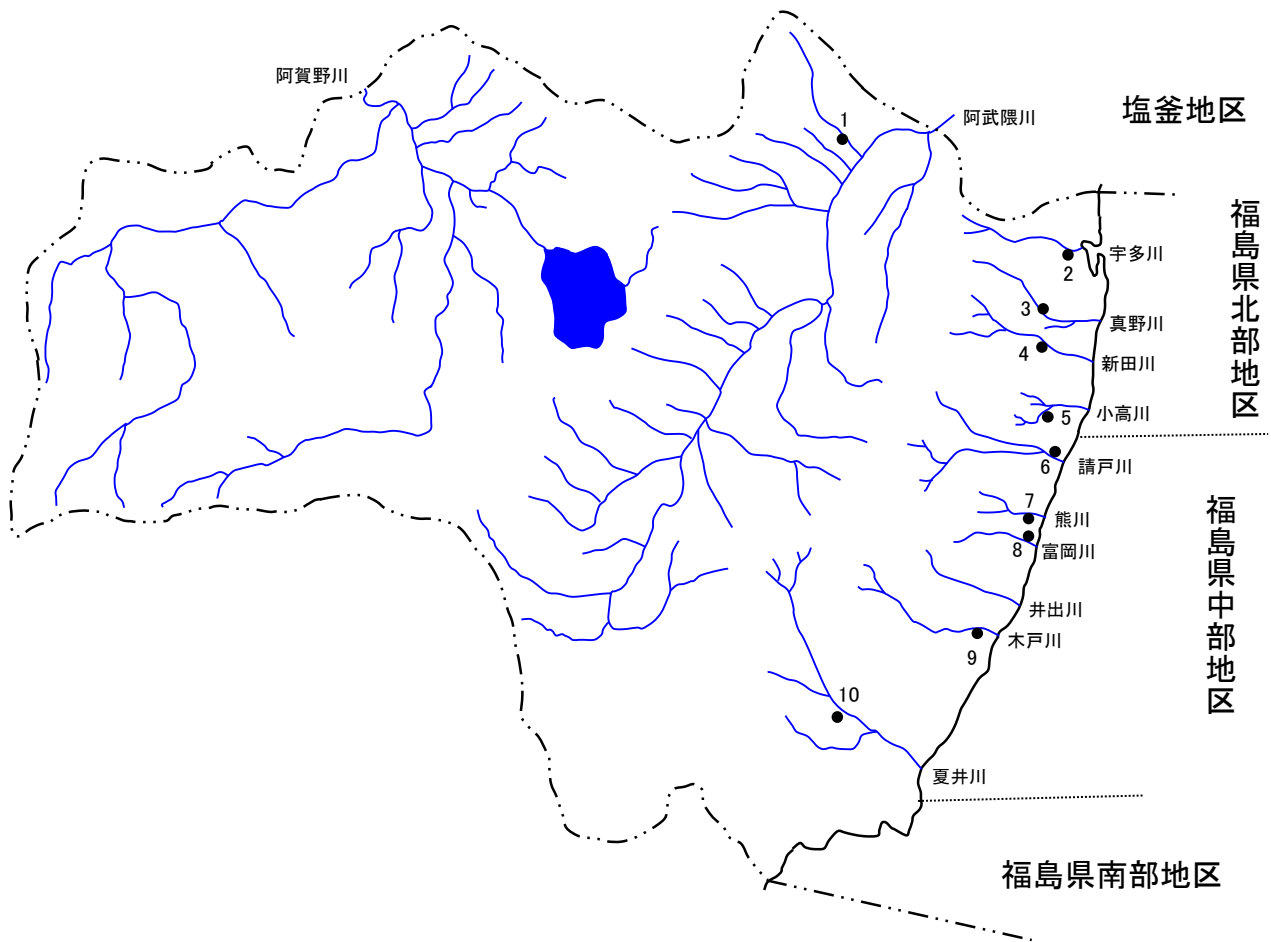 阿賀野川
阿武隈川
塩釜地区
1
福島県北部地区
宇多川
2
3
真野川
4
新田川
小高川
5
6
請戸川
福島県中部地区
7
熊川
8
富岡川
井出川
木戸川
9
10
夏井川
福島県南部地区